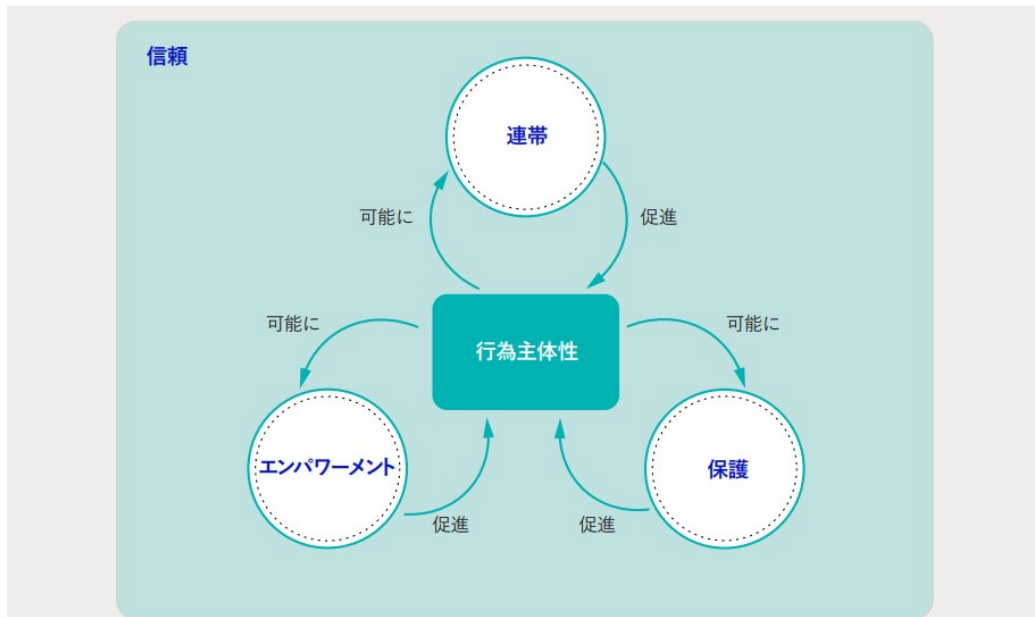 信頼
連帯
可能に
促進
可能に
行為主体性
可能に
エンパワーメント
保護
促進
促進